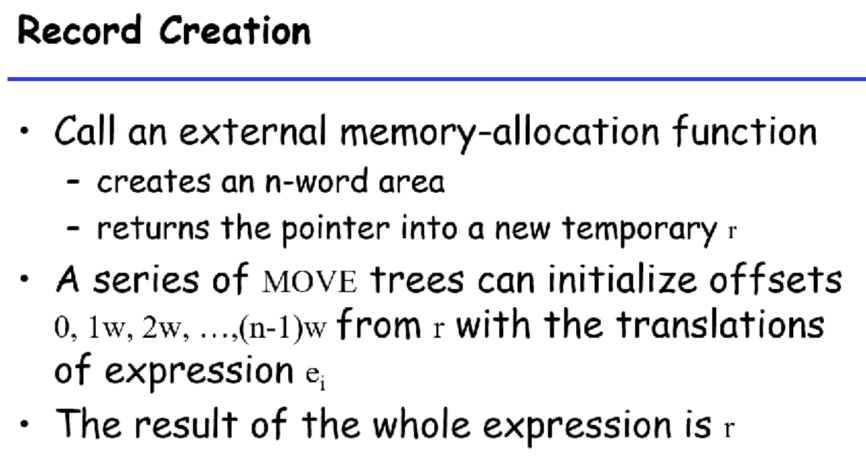 Record Creation
• Call an external memory-allocation function
– creates an n-word area
– returns the pointer into a new temporary r
• A series of MOVE trees can initialize offsets
0, 1w, 2w, …,(n-1)w from r with the translations
of expression eᵢ
• The result of the whole expression is r